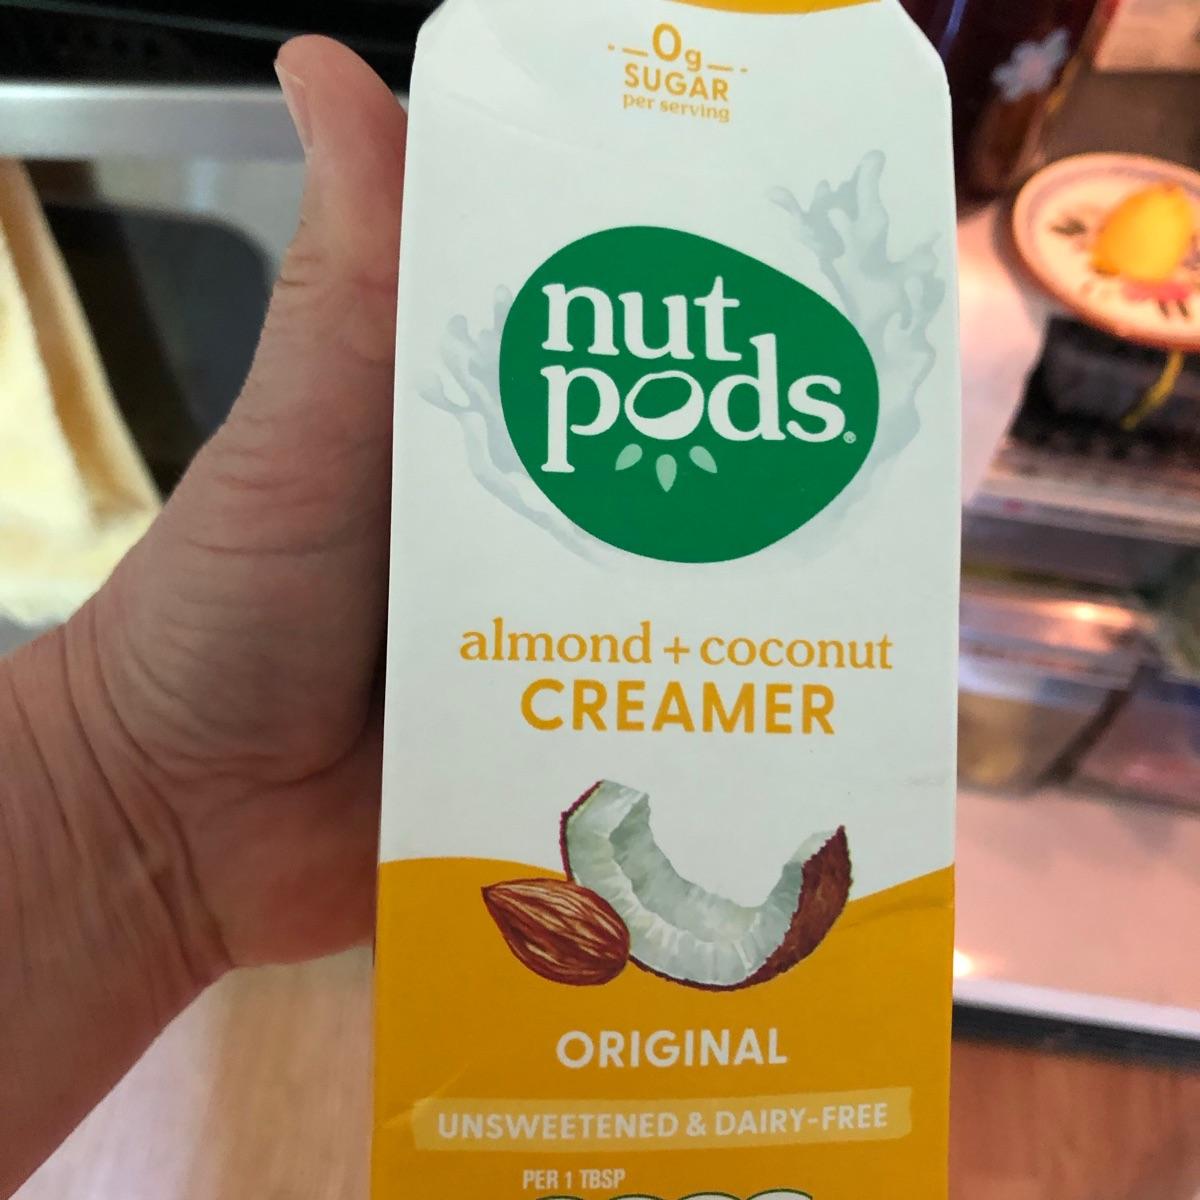 0g
SUGAR
per serving
nut
pods®
almond + coconut
CREAMER
ORIGINAL
UNSWEETENED & DAIRY-FREE
PER 1 TBSP